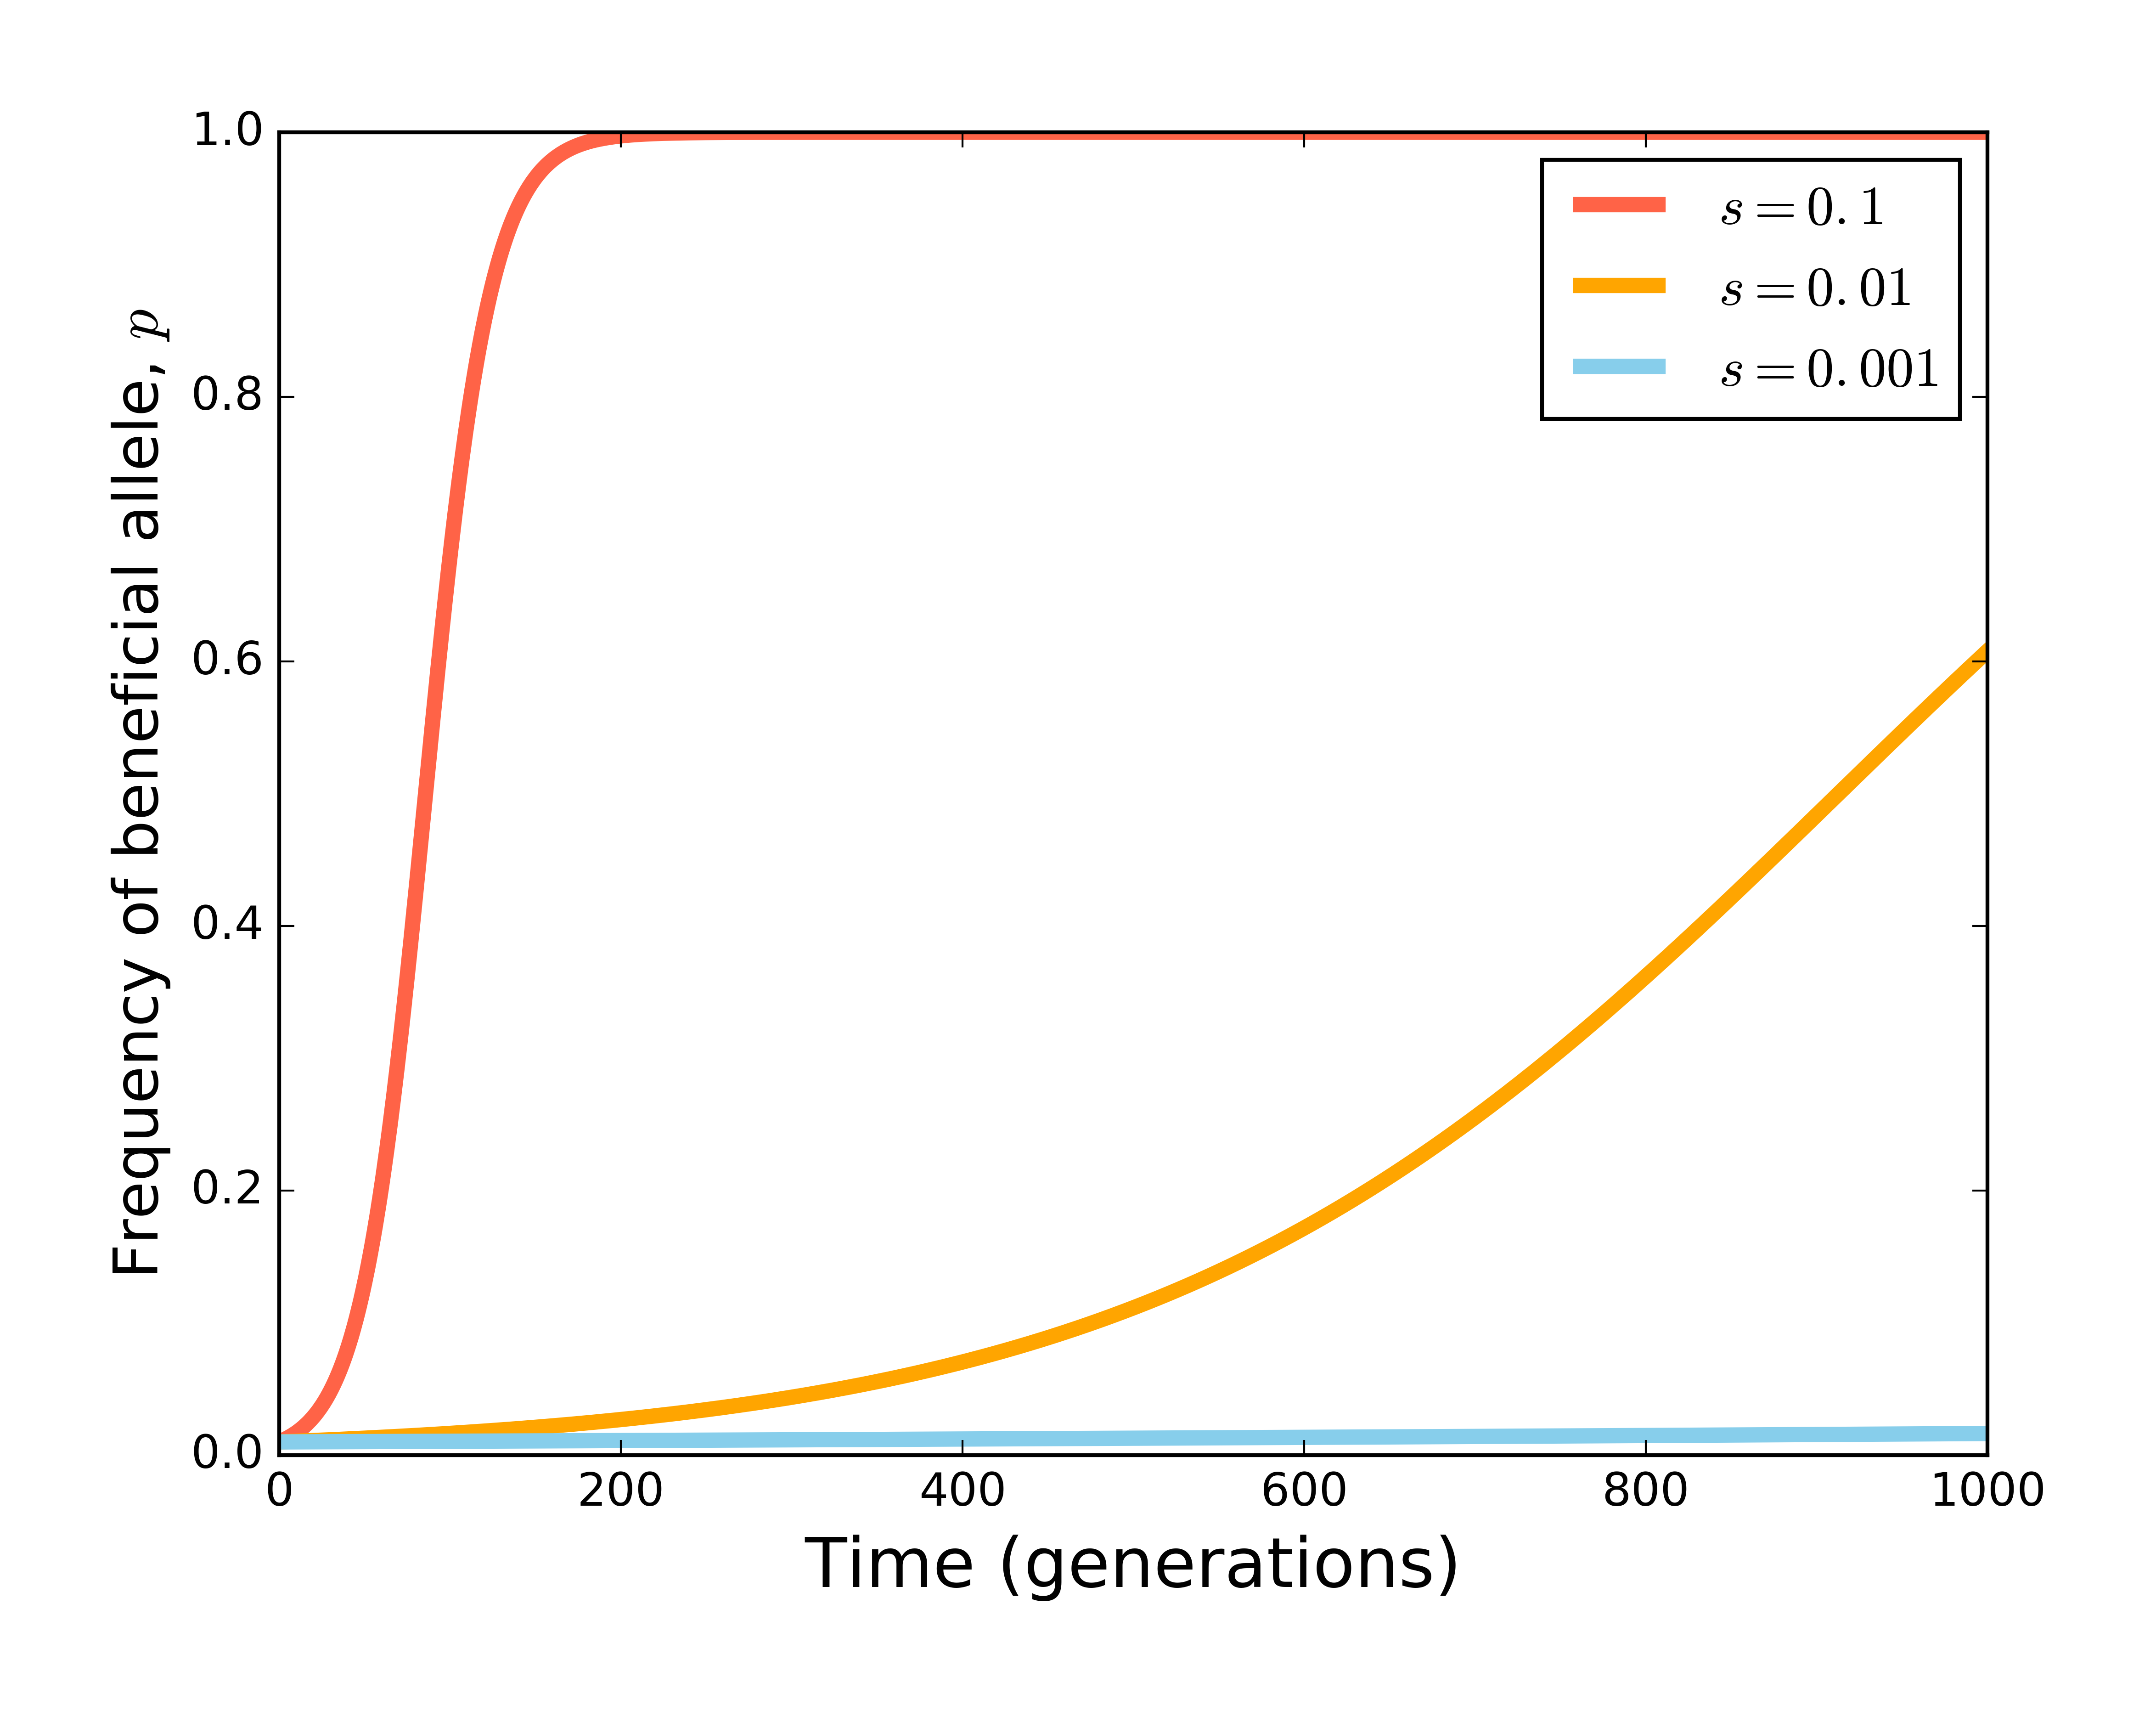 Frequency of beneficial allele, p
1.0
0.8
0.6
0.4
0.2
0.0
s = 0.1
s = 0.01
s = 0.001
0 200 400 600 800 1000
Time (generations)